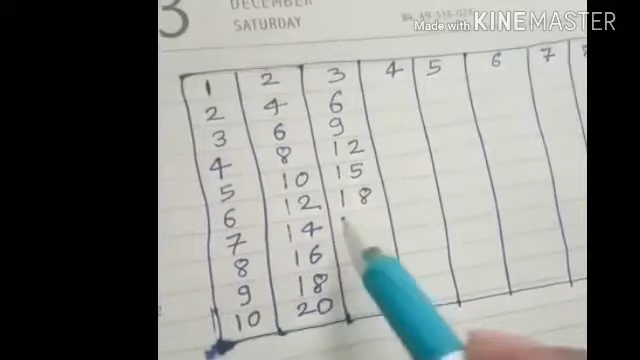 3 DECEMBER
SATURDAY
Made with KINEMASTER
1 2 3 4 5 6 7
2 4 6
3 6 9
4 8 12
5 10 15
6 12 18
7 14
8 16
9 18
10 20